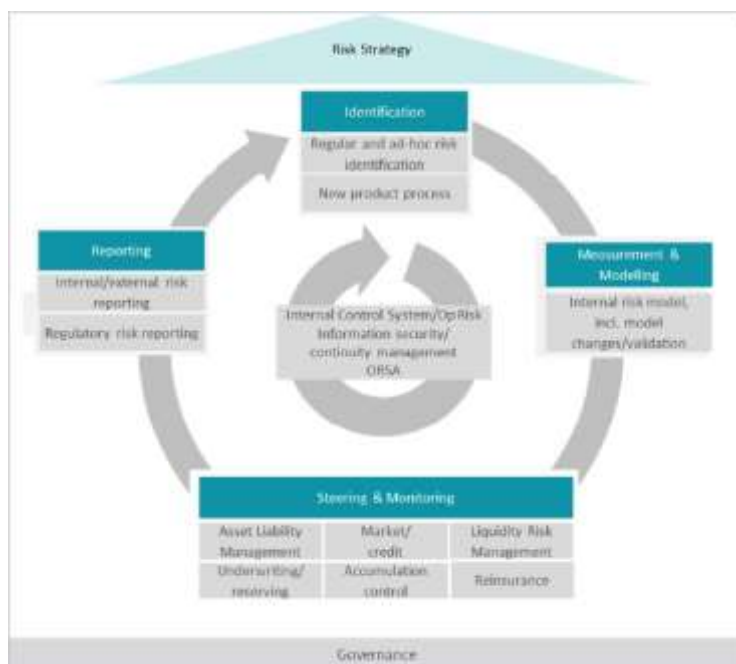 Risk Strategy
Identification
Regular and ad-hoc risk
identification
New product process
Reporting
Internal/external risk
reporting
Regulatory risk reporting
Measurement &
Modelling
Internal risk model,
incl. model
changes/validation
Internal Control System/OpRisk
Information security/
continuity management
ORSA
Steering & Monitoring
Asset Liability
Management
Market/
credit
Liquidity Risk
Management
Underwriting/
reserving
Accumulation
control
Reinsurance
Governance